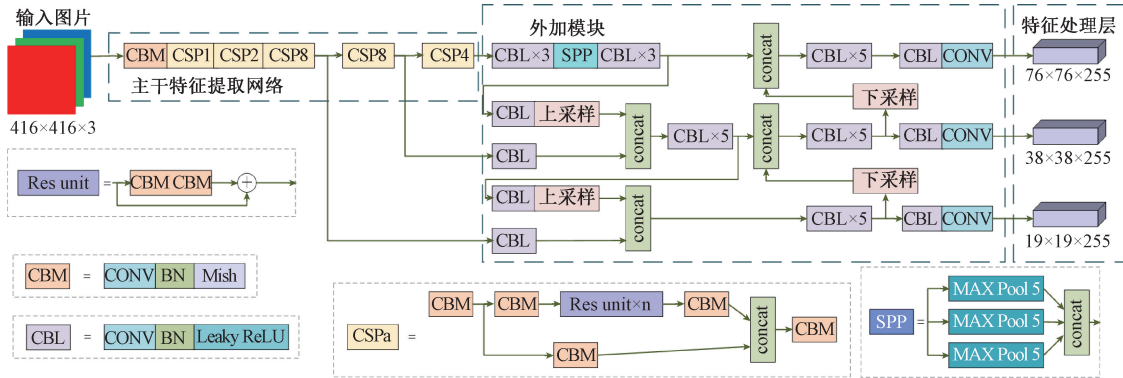 输入图片
416×416×3
CBM CSP1 CSP2 CSP8 CSP8 CSP4
主干特征提取网络
外加模块
CBL×3 SPP CBL×3
concat
CBL×5 CBL CONV
特征处理层
76×76×255
CBL 上采样
CBL
concat
CBL×5
concat
下采样
CBL×5 CBL CONV
38×38×255
CBL 上采样
CBL
concat
下采样
CBL×5 CBL CONV
19×19×255
Res unit = CBM CBM +
CBM = CONV BN Mish
CBL = CONV BN Leaky ReLU
CSPa = CBM CBM Res unit×n CBM
CBM
concat
CBM
SPP = MAX Pool 5
MAX Pool 5
MAX Pool 5
concat